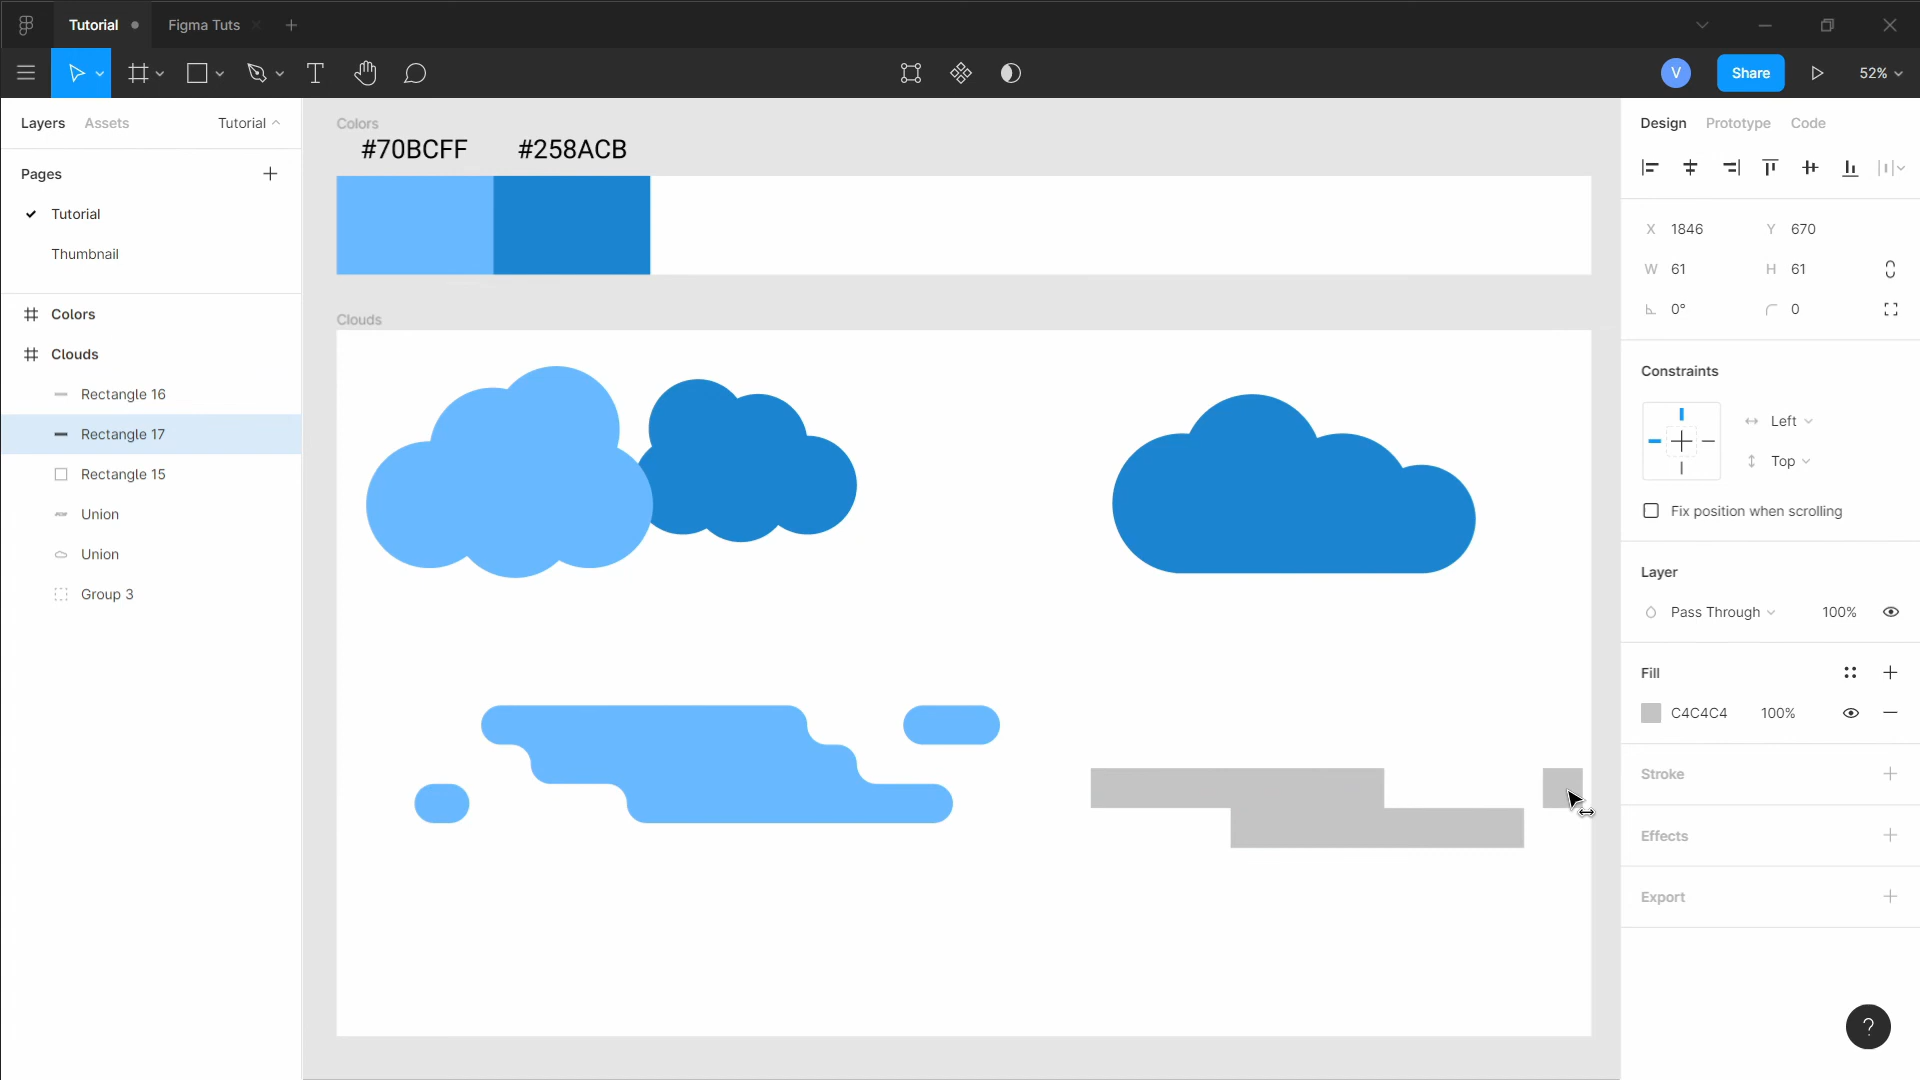 Tutorial
Figma Tuts
V
Share
52%
Layers
Assets
Tutorial
Design
Prototype
Code
Pages
Tutorial
Thumbnail
Colors
Clouds
Rectangle 16
Rectangle 17
Rectangle 15
Union
Union
Group 3
Colors
#70BCFF
#258ACB
Clouds
X 1846
Y 670
W 61
H 61
0°
0
Constraints
Left
Top
Fix position when scrolling
Layer
Pass Through
100%
Fill
C4C4C4
100%
Stroke
Effects
Export
?